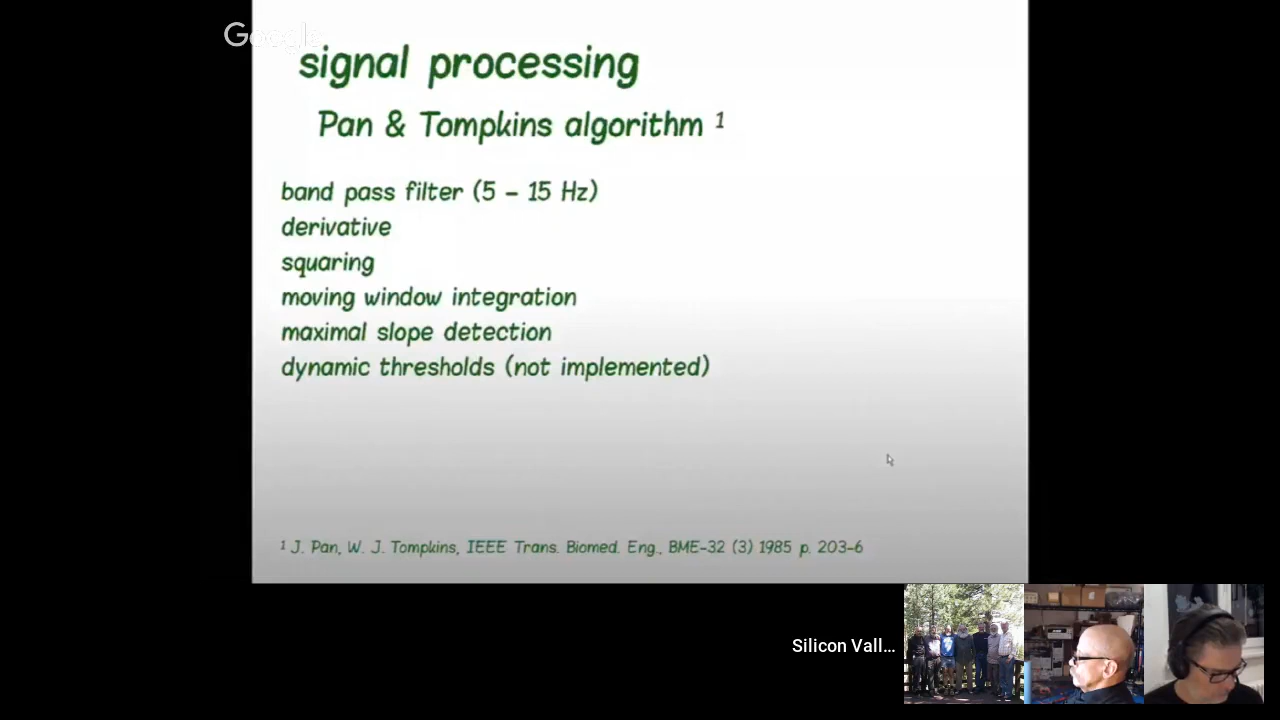 Google
signal processing
Pan & Tompkins algorithm 1
band pass filter (5 – 15 Hz)
derivative
squaring
moving window integration
maximal slope detection
dynamic thresholds (not implemented)
1 J. Pan, W. J. Tompkins, IEEE Trans. Biomed. Eng., BME-32 (3) 1985 p. 203-6
Silicon Vall...